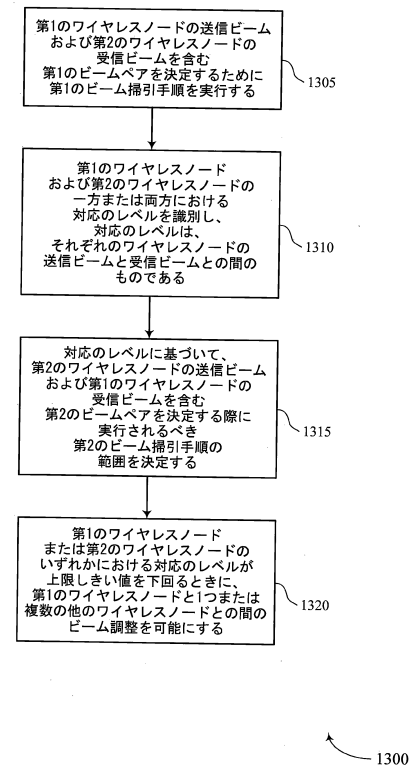 第1のワイヤレスノードの送信ビーム
および第2のワイヤレスノードの
受信ビームを含む
第1のビームペアを決定するために
第1のビーム掃引手順を実行する
1305
第1のワイヤレスノード
および第2のワイヤレスノードの
一方または両方における
対応のレベルを識別し、
対応のレベルは、
それぞれのワイヤレスノードの
送信ビームと受信ビームとの間の
ものである
1310
対応のレベルに基づいて、
第2のワイヤレスノードの送信ビーム
および第1のワイヤレスノードの
受信ビームを含む
第2のビームペアを決定する際に
実行されるべき
第2のビーム掃引手順の
範囲を決定する
1315
第1のワイヤレスノード
または第2のワイヤレスノードの
いずれかにおける対応のレベルが
上限しきい値を下回るときに、
第1のワイヤレスノードと1つまたは
複数の他のワイヤレスノードとの間の
ビーム調整を可能にする
1320
1300